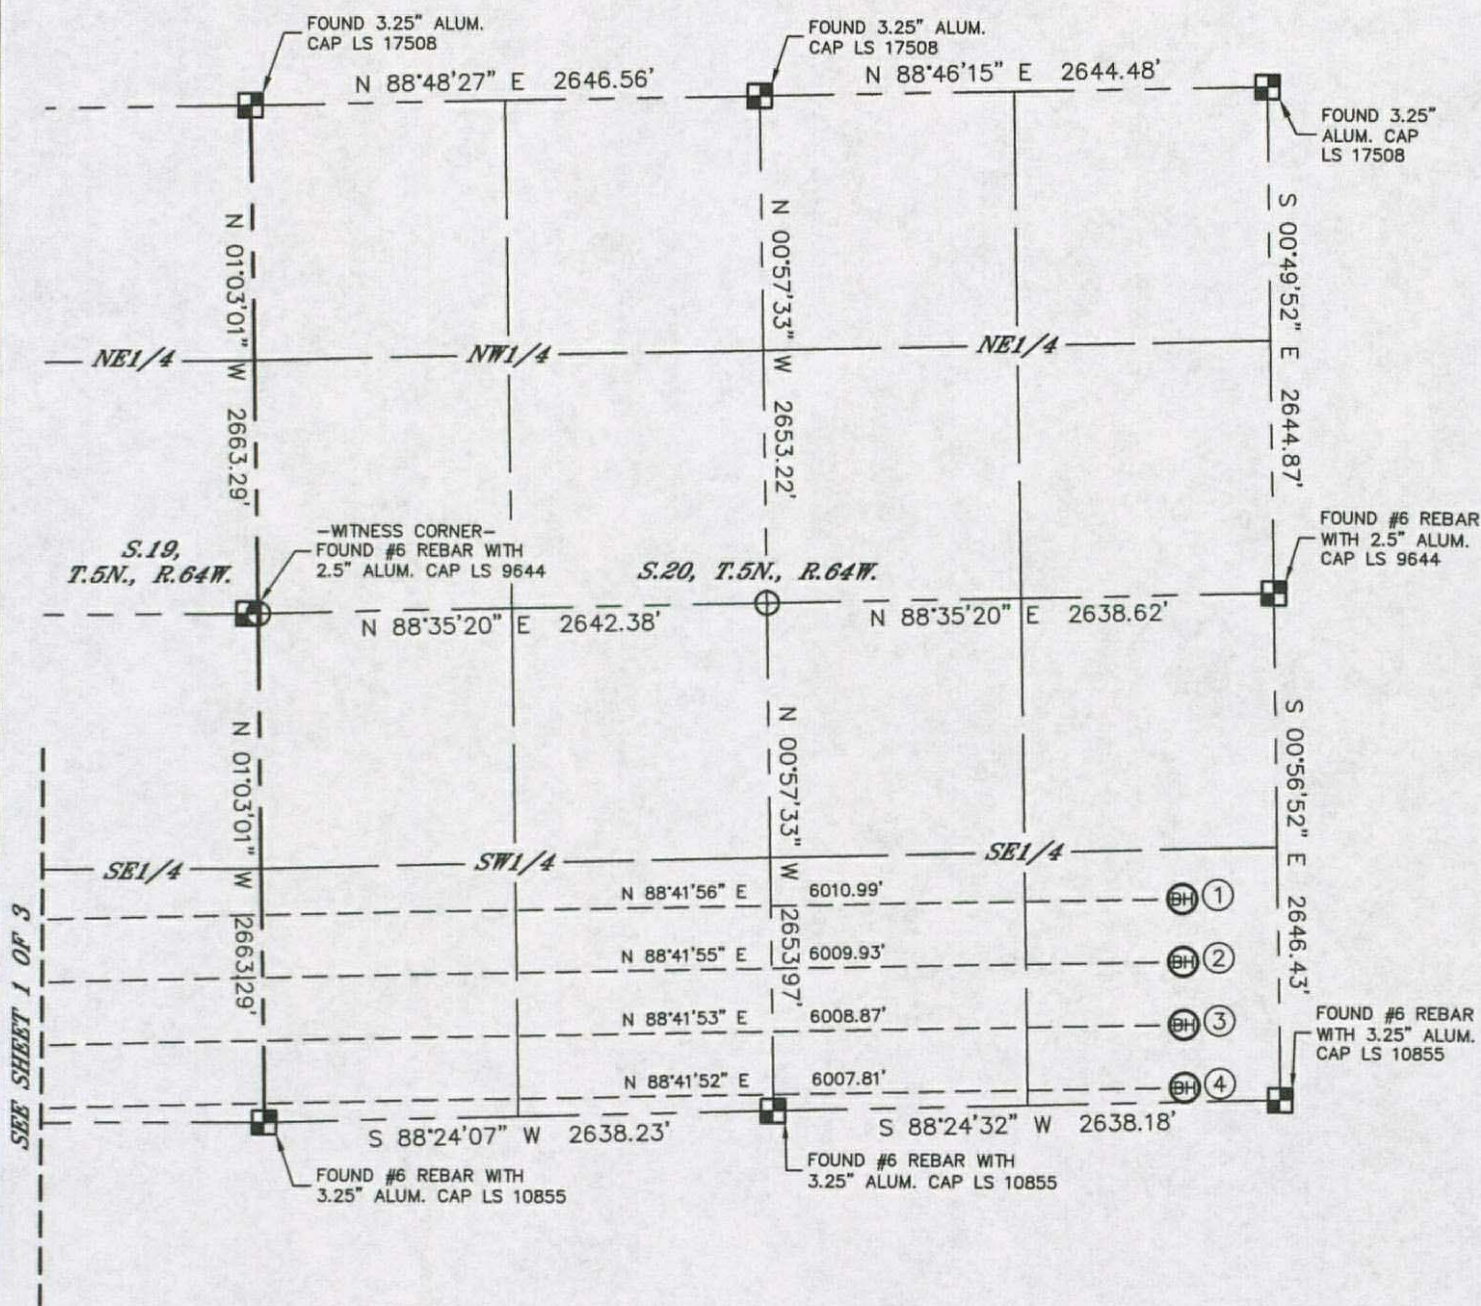 FOUND 3.25" ALUM.
CAP LS 17508
FOUND 3.25" ALUM.
CAP LS 17508
N 88°48'27" E 2646.56'
N 88°46'15" E 2644.48'
FOUND 3.25"
ALUM. CAP
LS 17508
N 01°03'01" W 2663.29'
N 00°57'33" W 2653.22'
S 00°49'52" E 2644.87'
NE1/4
NW1/4
NE1/4
S.19,
T.5N., R.64W.
-WITNESS CORNER-
FOUND #6 REBAR WITH
2.5" ALUM. CAP LS 9644
S.20, T.5N., R.64W.
FOUND #6 REBAR
WITH 2.5" ALUM.
CAP LS 9644
N 88°35'20" E 2642.38'
N 88°35'20" E 2638.62'
N 01°03'01" W 2663.29'
N 00°57'33" W 2653.97'
S 00°56'52" E 2646.43'
SE1/4
SW1/4
SE1/4
N 88°41'56" E 6010.99' BH 1
N 88°41'55" E 6009.93' BH 2
N 88°41'53" E 6008.87' BH 3
N 88°41'52" E 6007.81' BH 4
SEE SHEET 1 OF 3
FOUND #6 REBAR
WITH 3.25" ALUM.
CAP LS 10855
S 88°24'07" W 2638.23'
S 88°24'32" W 2638.18'
FOUND #6 REBAR WITH
3.25" ALUM. CAP LS 10855
FOUND #6 REBAR WITH
3.25" ALUM. CAP LS 10855